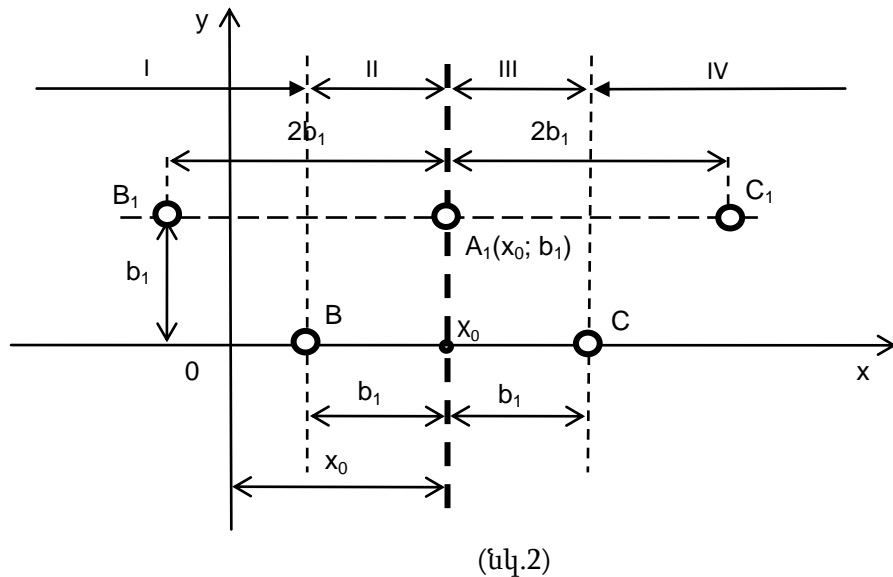 y
I II III IV
2b₁ 2b₁
B₁ C₁
A₁(x₀; b₁)
b₁
B X₀ C
0 x
b₁ b₁
x₀
(նկ.2)